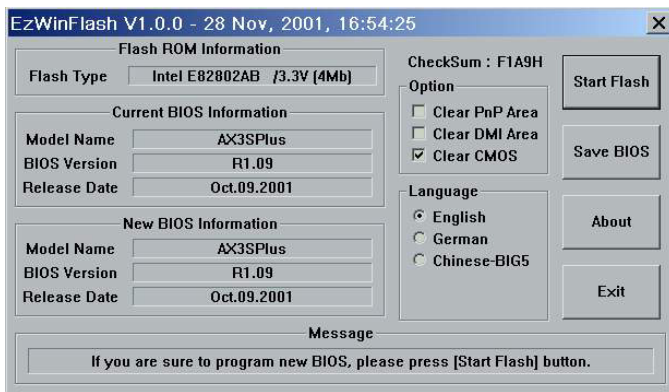 EzWinFlash V1.0.0 - 28 Nov, 2001, 16:54:25
Flash ROM Information
Flash Type Intel E82802AB /3.3V (4Mb)
Current BIOS Information
Model Name AX3SPlus
BIOS Version R1.09
Release Date Oct.09.2001
New BIOS Information
Model Name AX3SPlus
BIOS Version R1.09
Release Date Oct.09.2001
CheckSum : F1A9H
Option
Clear PnP Area
Clear DMI Area
Clear CMOS
Language
English
German
Chinese-BIG5
Start Flash
Save BIOS
About
Exit
Message
If you are sure to program new BIOS, please press [Start Flash] button.